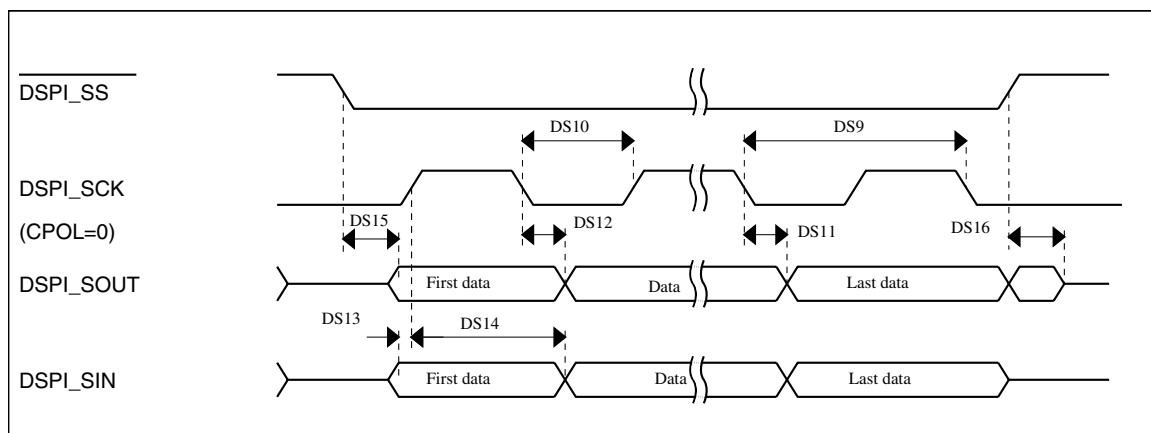 DSPI_SS
DS10
DS9
DSPI_SCK
(CPOL=0)
DS15
DS12
DS11
DS16
DSPI_SOUT
First data
Data
Last data
DS13
DS14
DSPI_SIN
First data
Data
Last data